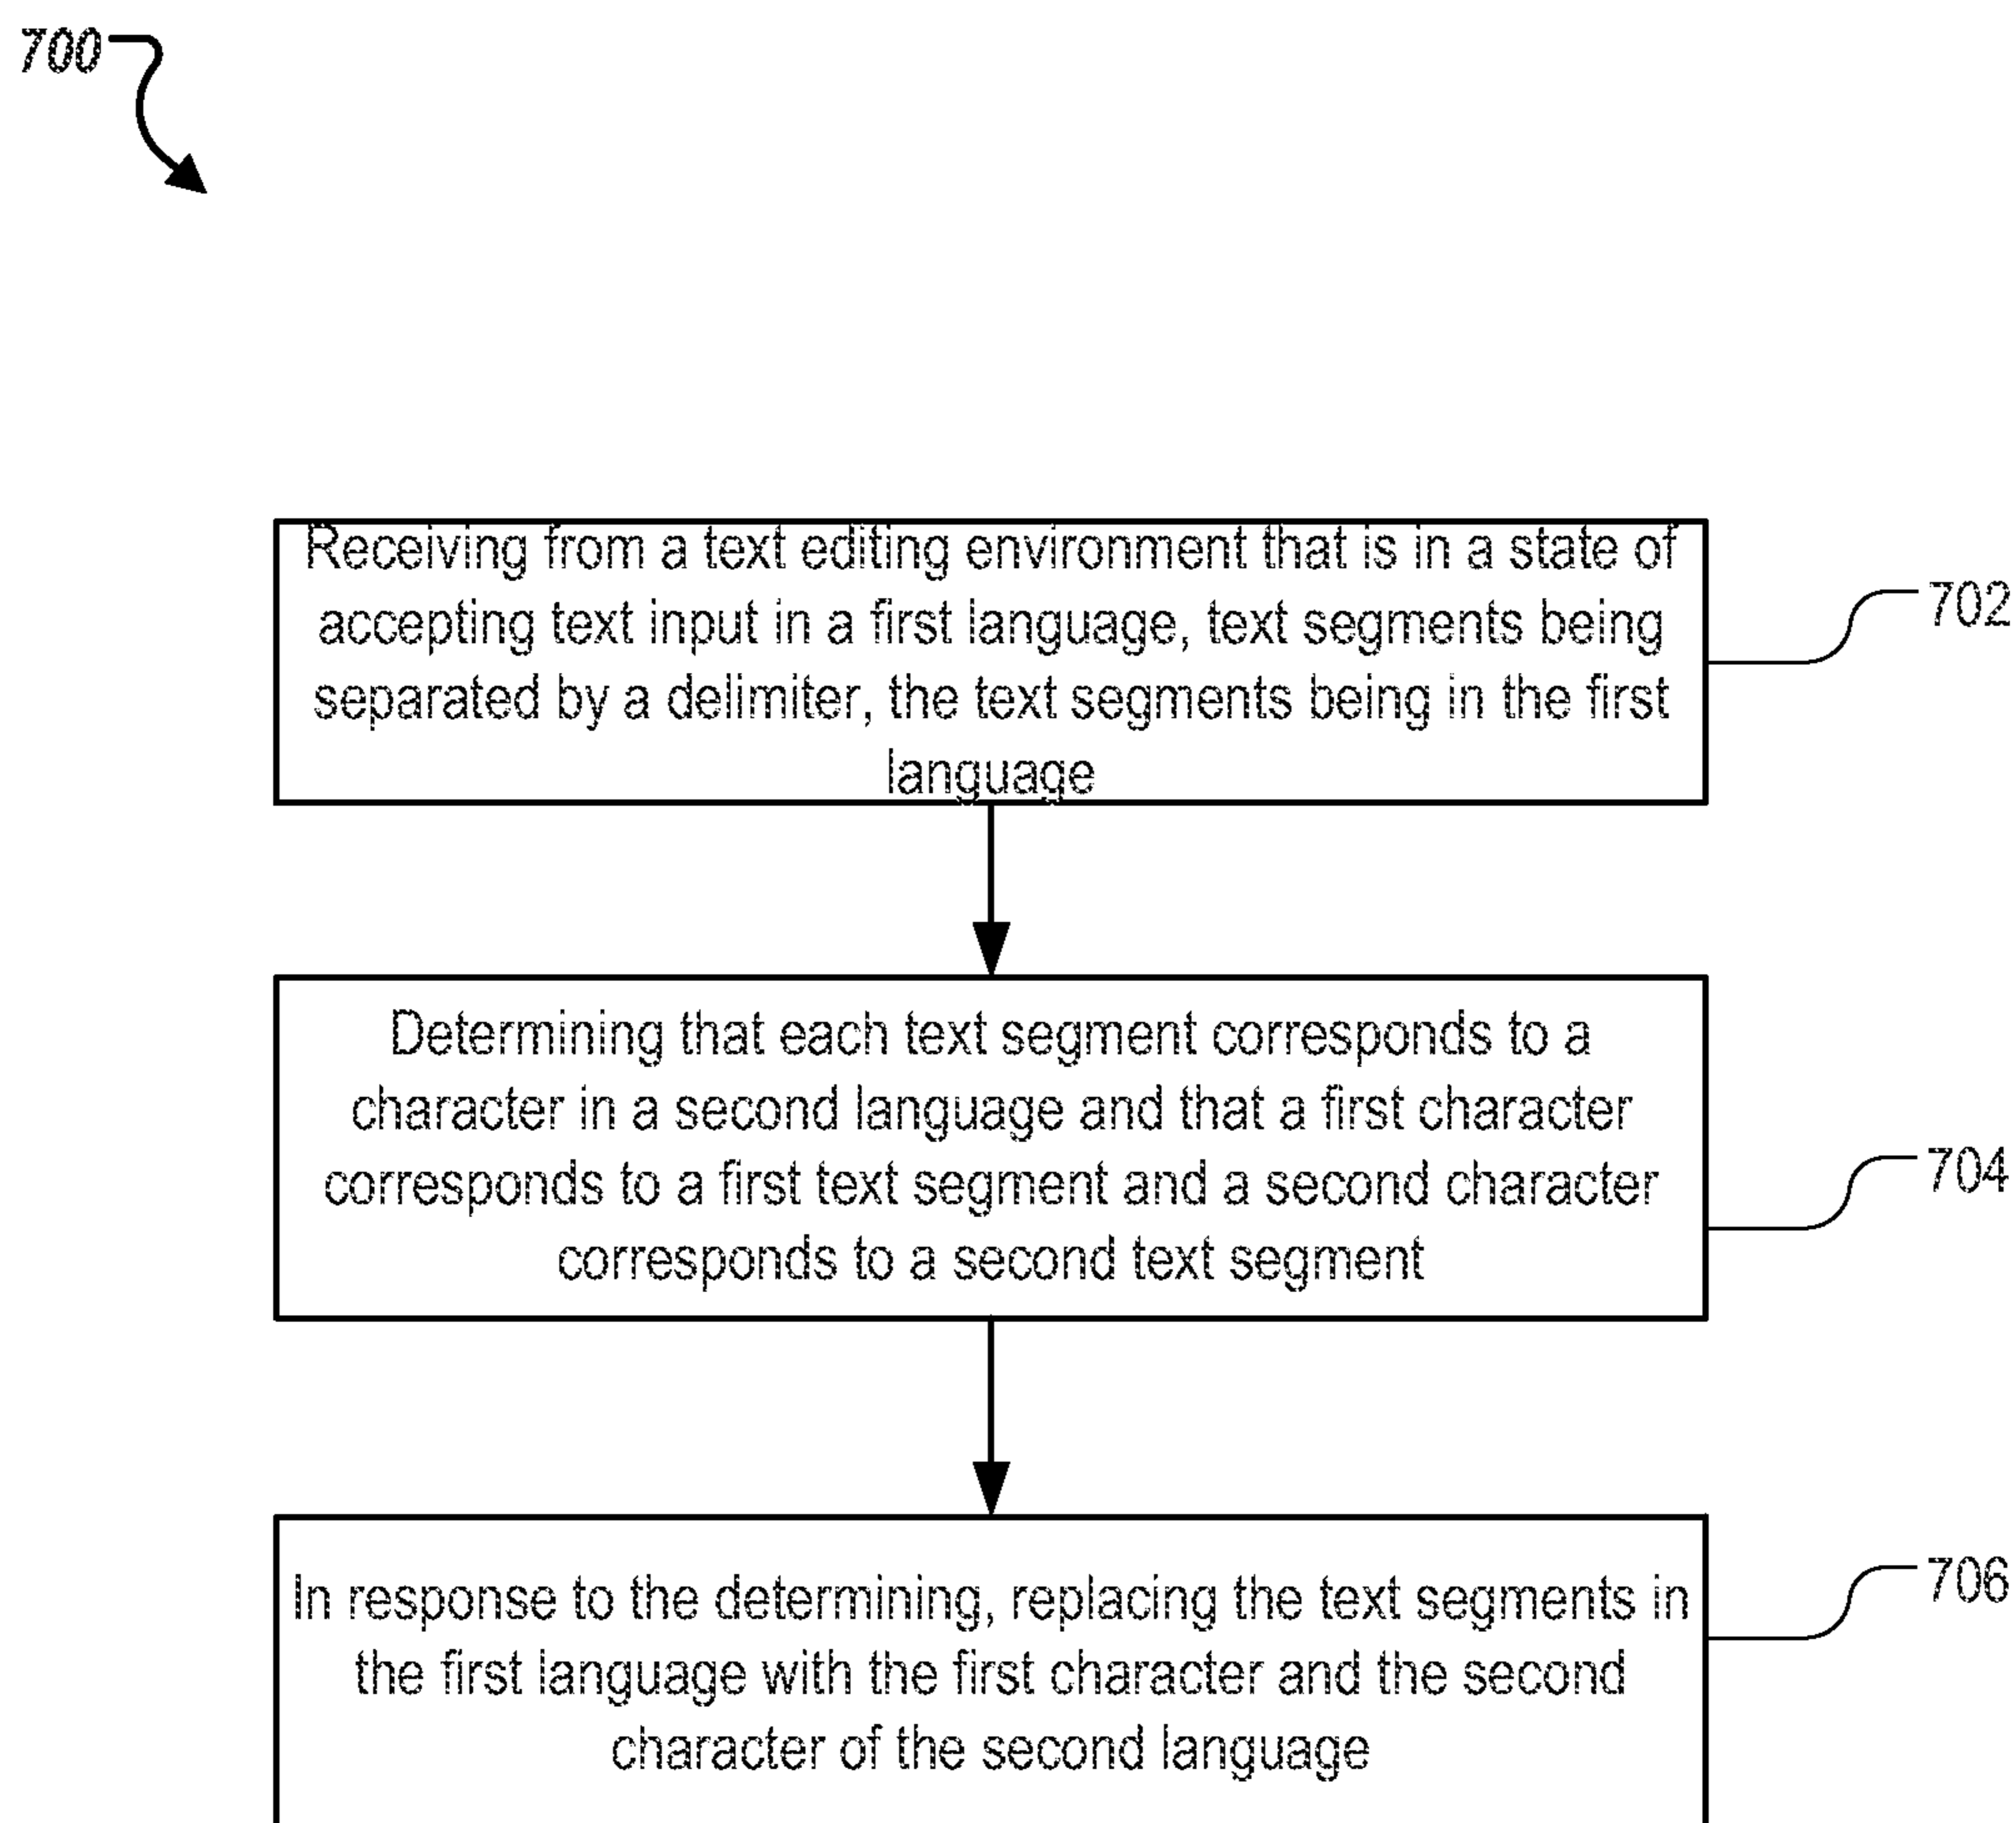 700
Receiving from a text editing environment that is in a state of
accepting text input in a first language, text segments being
separated by a delimiter, the text segments being in the first
language
702
Determining that each text segment corresponds to a
character in a second language and that a first character
corresponds to a first text segment and a second character
corresponds to a second text segment
704
In response to the determining, replacing the text segments in
the first language with the first character and the second
character of the second language
706